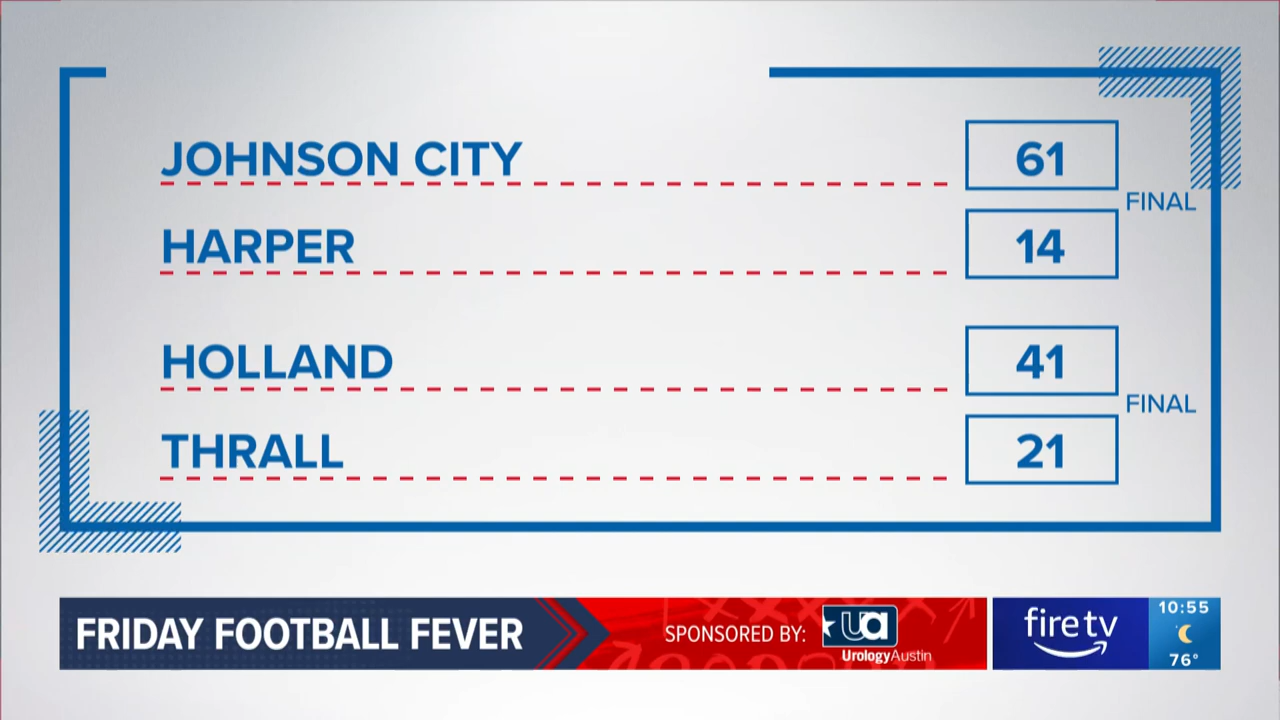 JOHNSON CITY 61
FINAL
HARPER 14
HOLLAND 41
FINAL
THRALL 21
FRIDAY FOOTBALL FEVER
SPONSORED BY:
ua
UrologyAustin
fire tv
10:55
76°